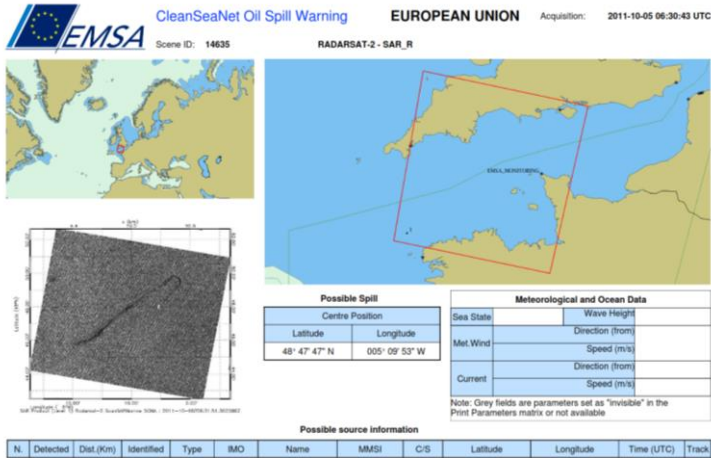 EMSA
CleanSeaNet Oil Spill Warning
EUROPEAN UNION
Acquisition: 2011-10-05 06:30:43 UTC
Scene ID: 14635
RADARSAT-2 - SAR_R
EMSA_MONITORING
Possible Spill
Centre Position
Latitude Longitude
48° 47' 47" N 005° 09' 53" W
Meteorological and Ocean Data
Sea State Wave Height
Met.Wind Direction (from)
Speed (m/s)
Current Direction (from)
Speed (m/s)
Note: Grey fields are parameters set as "invisible" in the
Print Parameters matrix or not available
Possible source information
N. Detected Dist.(Km) Identified Type IMO Name MMSI C/S Latitude Longitude Time (UTC) Track